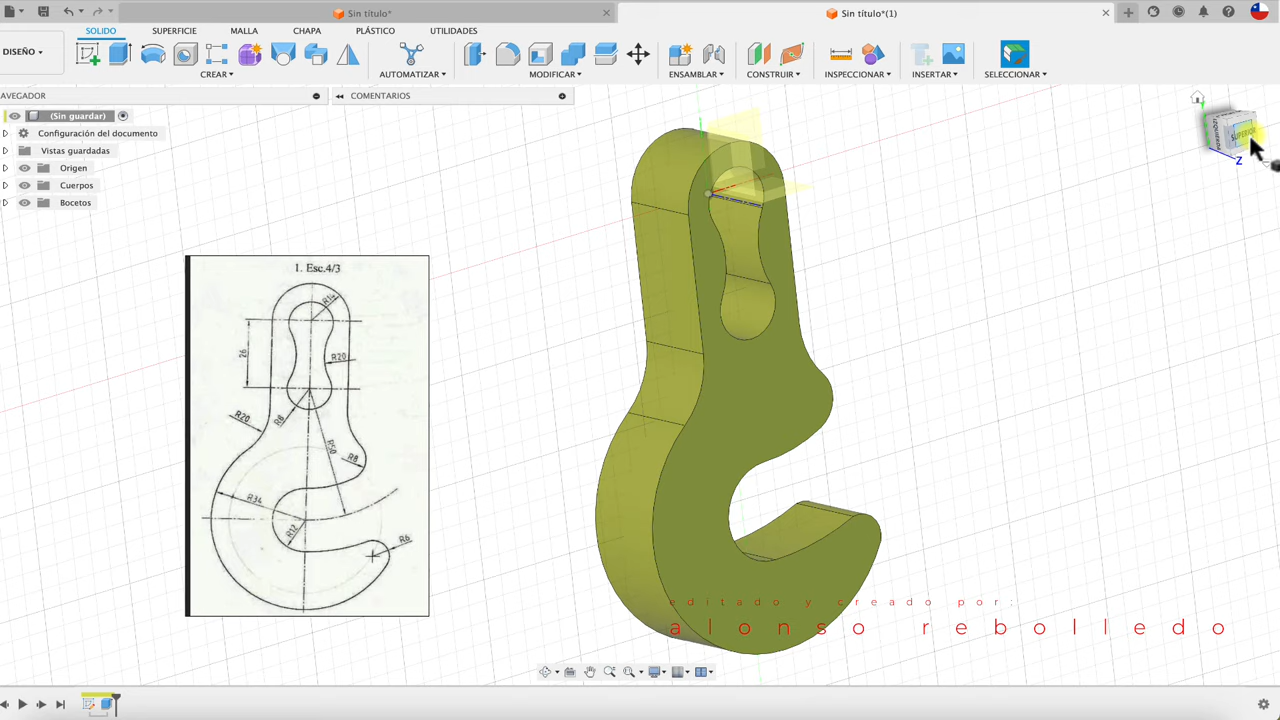 Sin título*
Sin título*(1)
DISEÑO
SOLIDO
SUPERFICIE
MALLA
CHAPA
PLÁSTICO
UTILIDADES
CREAR
AUTOMATIZAR
MODIFICAR
ENSAMBLAR
CONSTRUIR
INSPECCIONAR
INSERTAR
SELECCIONAR
AVEGADOR
COMENTARIOS
(Sin guardar)
Configuración del documento
Vistas guardadas
Origen
Cuerpos
Bocetos
SUPERIOR
Z
1. Esc.4/3
26
R20
R20
R8
R50
R8
R34
R12
R6
editado y creado por:
alonso rebolledo